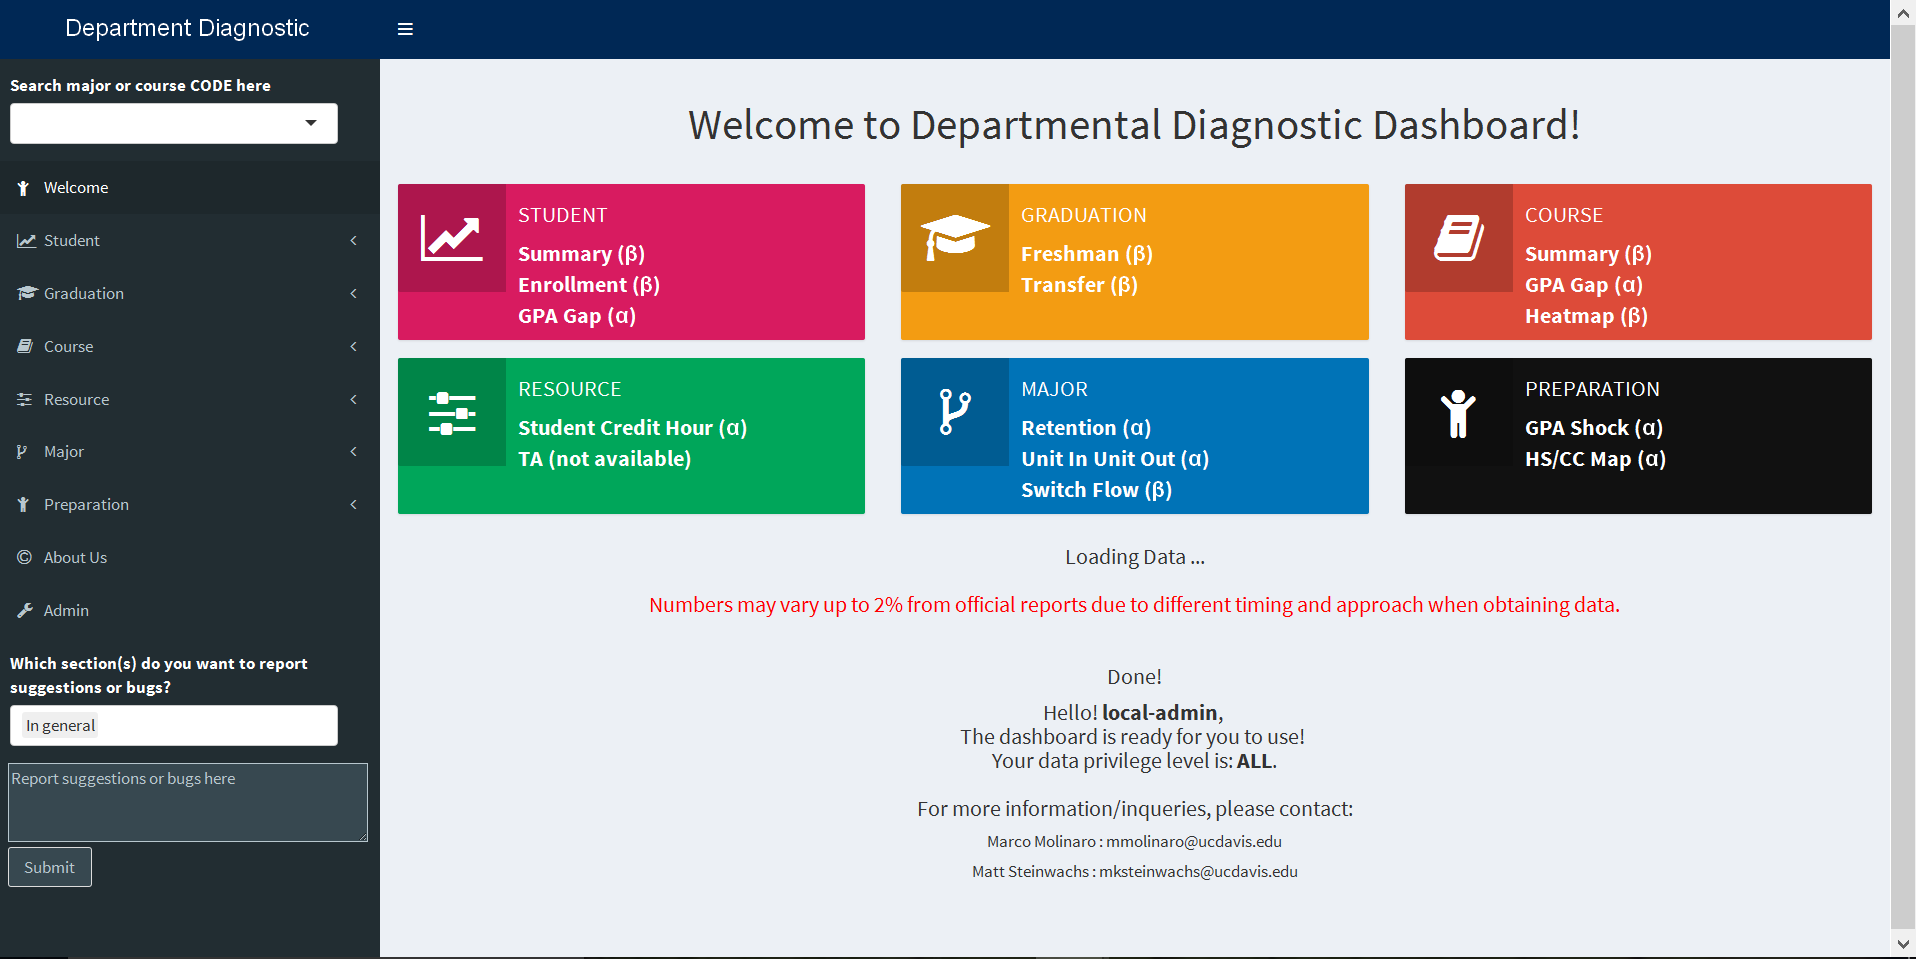 Department Diagnostic
Search major or course CODE here
Welcome
Student
Graduation
Course
Resource
Major
Preparation
About Us
Admin
Which section(s) do you want to report
suggestions or bugs?
In general
Report suggestions or bugs here
Submit
Welcome to Departmental Diagnostic Dashboard!
STUDENT
Summary (β)
Enrollment (β)
GPA Gap (α)
GRADUATION
Freshman (β)
Transfer (β)
COURSE
Summary (β)
GPA Gap (α)
Heatmap (β)
RESOURCE
Student Credit Hour (α)
TA (not available)
MAJOR
Retention (α)
Unit In Unit Out (α)
Switch Flow (β)
PREPARATION
GPA Shock (α)
HS/CC Map (α)
Loading Data ...
Numbers may vary up to 2% from official reports due to different timing and approach when obtaining data.
Done!
Hello! local-admin,
The dashboard is ready for you to use!
Your data privilege level is: ALL.
For more information/inqueries, please contact:
Marco Molinaro : mmolinaro@ucdavis.edu
Matt Steinwachs : mksteinwachs@ucdavis.edu